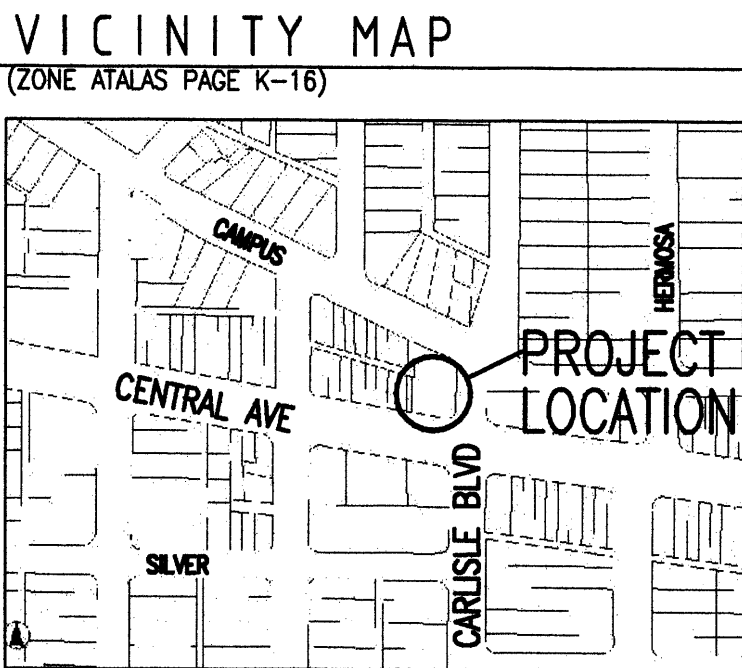 VICINITY MAP
(ZONE ATALAS PAGE K-16)
CAMPUS
HERMOSA
PROJECT
LOCATION
CENTRAL AVE
CARLISLE BLVD
SILVER